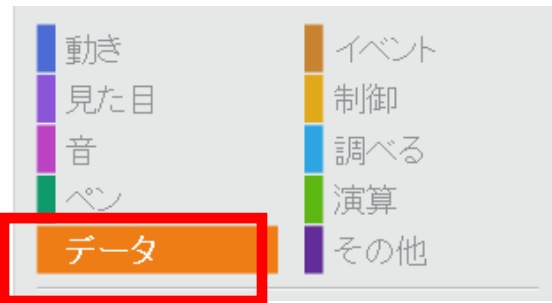 動き
見た目
音
ペン
データ
イベント
制御
調べる
演算
その他